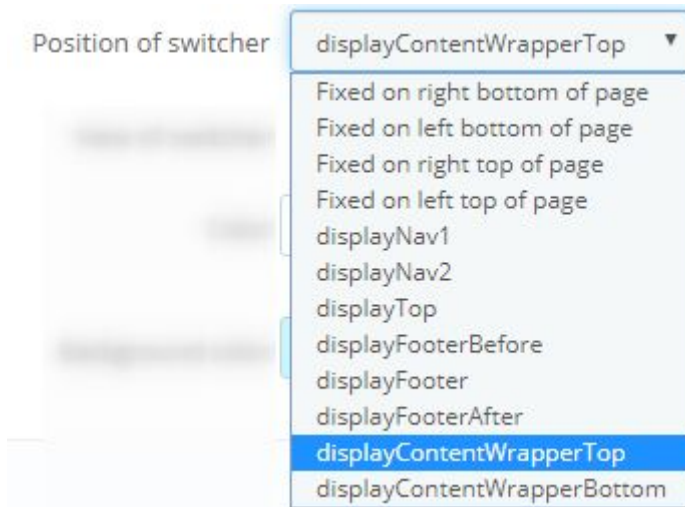 Position of switcher displayContentWrapperTop
Fixed on right bottom of page
Fixed on left bottom of page
Fixed on right top of page
Fixed on left top of page
displayNav1
displayNav2
displayTop
displayFooterBefore
displayFooter
displayFooterAfter
displayContentWrapperTop
displayContentWrapperBottom